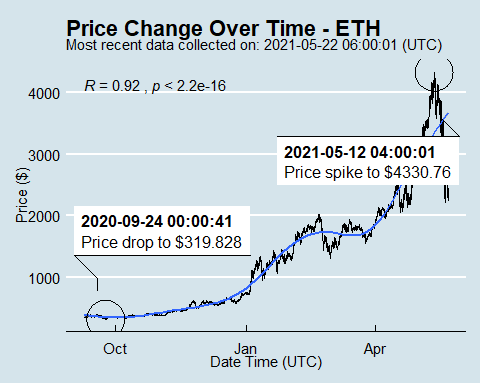 Price Change Over Time - ETH
Most recent data collected on: 2021-05-22 06:00:01 (UTC)
R = 0.92 , p < 2.2e-16
4000
3000
2000
1000
Price ($)
2021-05-12 04:00:01
Price spike to $4330.76
2020-09-24 00:00:41
Price drop to $319.828
Oct
Jan
Apr
Date Time (UTC)